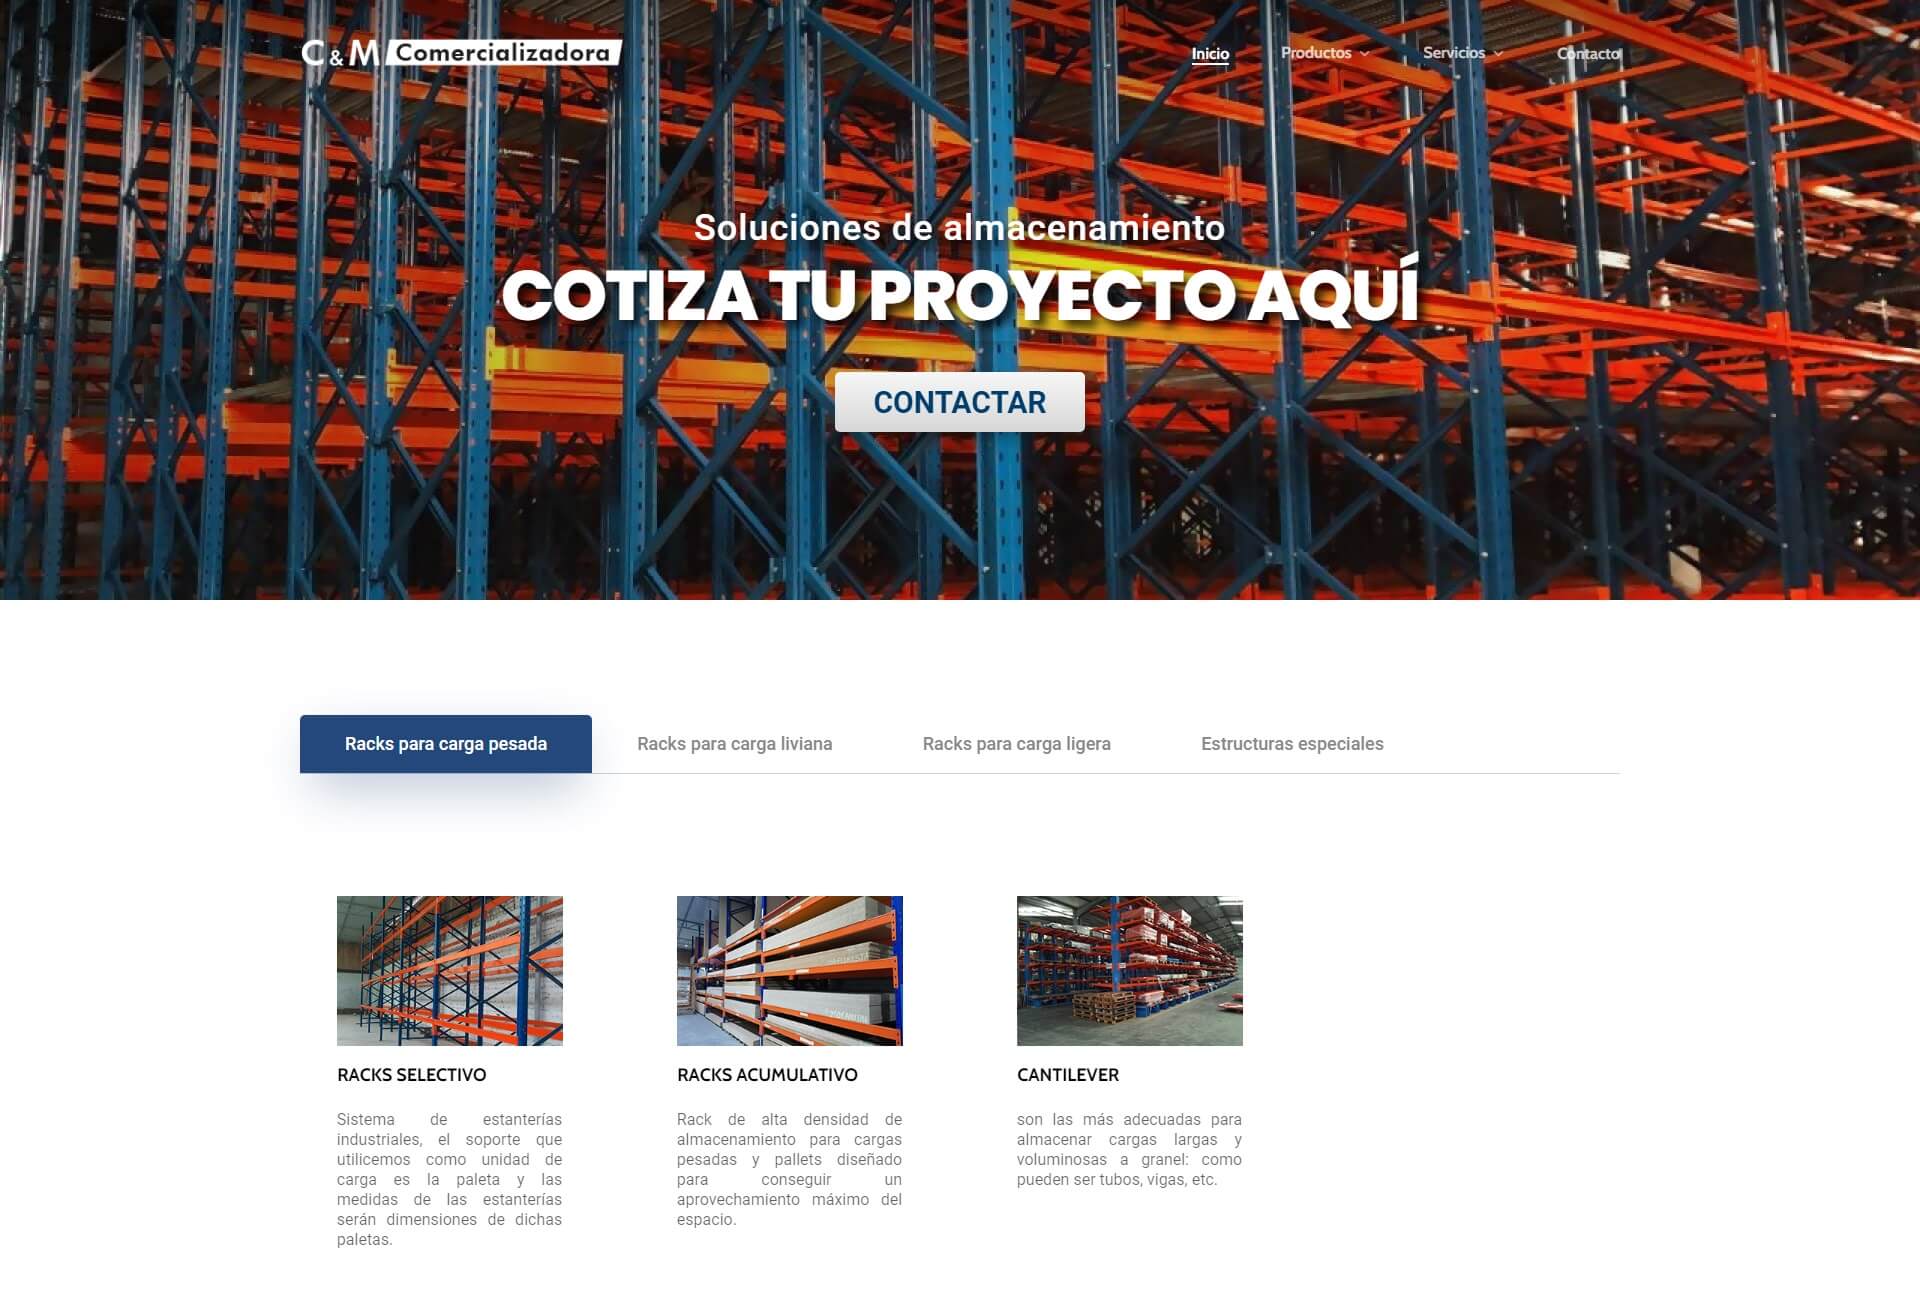 C & M Comercializadora
Inicio
Productos
Servicios
Contacto
Soluciones de almacenamiento
COTIZA TU PROYECTO AQUÍ
CONTACTAR
Racks para carga pesada
Racks para carga liviana
Racks para carga ligera
Estructuras especiales
RACKS SELECTIVO
Sistema de estanterías
industriales, el soporte que
utilicemos como unidad de
carga es la paleta y las
medidas de las estanterías
serán dimensiones de dichas
paletas.
RACKS ACUMULATIVO
Rack de alta densidad de
almacenamiento para cargas
pesadas y pallets diseñado
para conseguir un
aprovechamiento máximo del
espacio.
CANTILEVER
son las más adecuadas para
almacenar cargas largas y
voluminosas a granel: como
pueden ser tubos, vigas, etc.